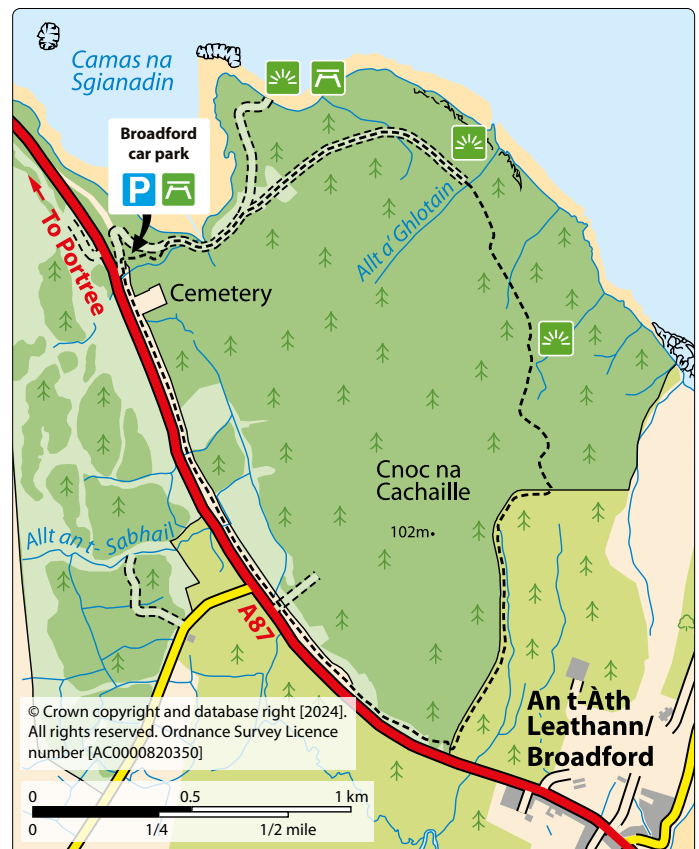 Camas na
Sgianadin
Broadford
car park
P
To Portree
Cemetery
Allt a' Ghlotain
Cnoc na
Cachaille
102m
Allt an t- Sabhail
A87
An t-Àth
Leathann/
Broadford
© Crown copyright and database right [2024].
All rights reserved. Ordnance Survey Licence
number [AC0000820350]
0 0.5 1 km
0 1/4 1/2 mile